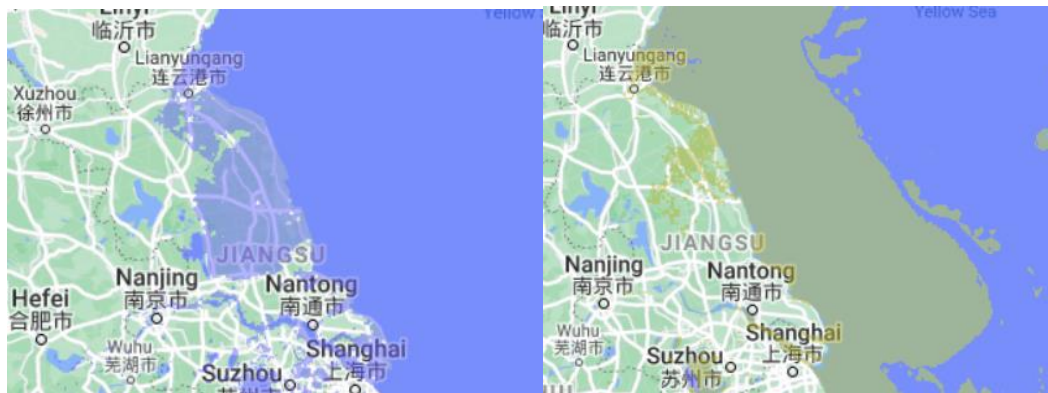 Linyi
临沂市
Lianyungang
连云港市
Xuzhou
徐州市
JIANGSU
Nanjing
南京市
Nantong
南通市
Hefei
合肥市
Wuhu
芜湖市
Shanghai
上海市
Suzhou
Yellow
Yellow Sea
临沂市
Lianyungang
连云港市
JIANGSU
Nanjing
南京市
Nantong
南通市
Wuhu
芜湖市
Shanghai
上海市
Suzhou
苏州市